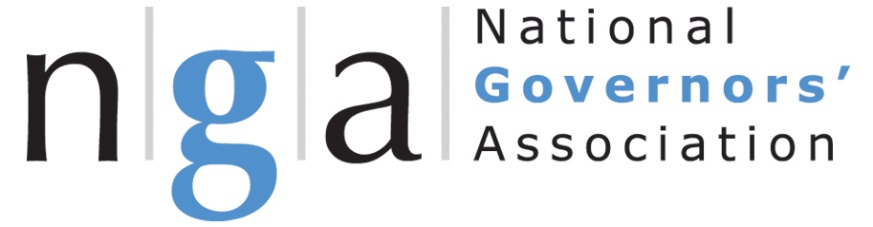 nga
National
Governors’
Association